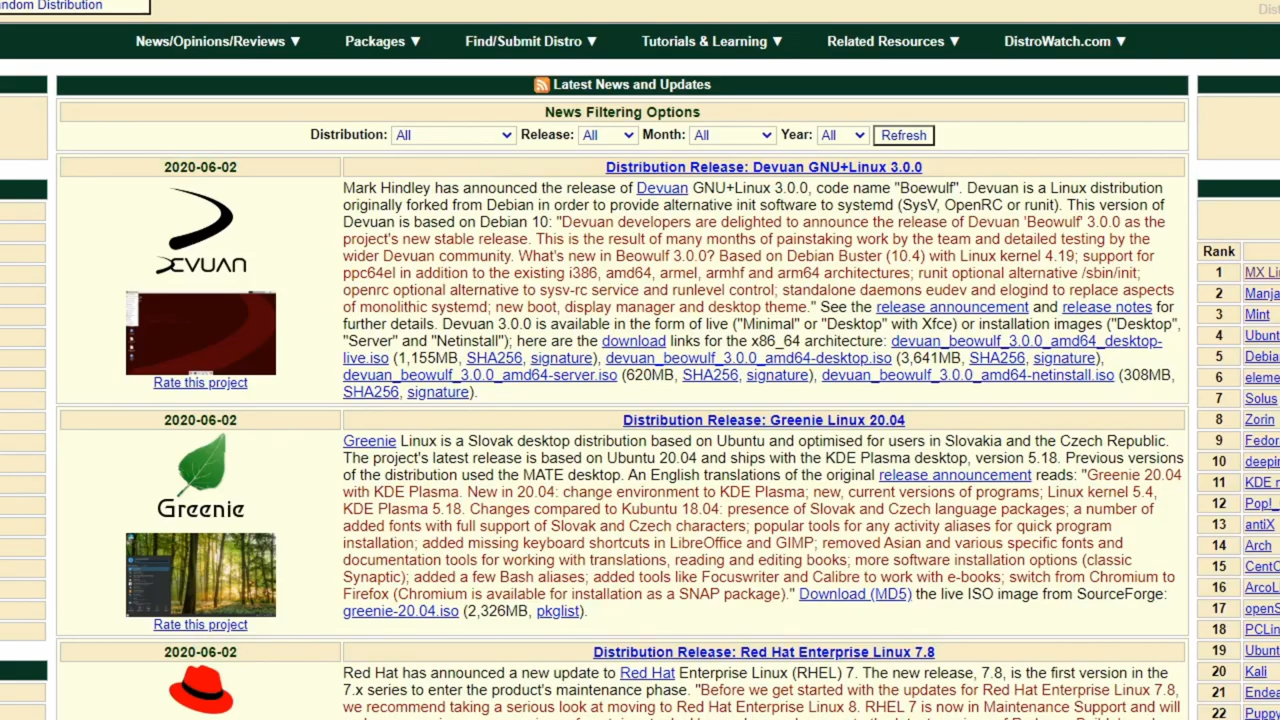 ndom Distribution
Dis
News/Opinions/Reviews ▼ Packages ▼ Find/Submit Distro ▼ Tutorials & Learning ▼ Related Resources ▼ DistroWatch.com ▼
Latest News and Updates
News Filtering Options
Distribution: All Release: All Month: All Year: All Refresh
2020-06-02
Distribution Release: Devuan GNU+Linux 3.0.0
DEVUAN
Rate this project
Mark Hindley has announced the release of Devuan GNU+Linux 3.0.0, code name "Boewulf". Devuan is a Linux distribution
originally forked from Debian in order to provide alternative init software to systemd (SysV, OpenRC or runit). This version of
Devuan is based on Debian 10: "Devuan developers are delighted to announce the release of Devuan 'Beowulf' 3.0.0 as the
project's new stable release. This is the result of many months of painstaking work by the team and detailed testing by the
wider Devuan community. What's new in Beowulf 3.0.0? Based on Debian Buster (10.4) with Linux kernel 4.19; support for
ppc64el in addition to the existing i386, amd64, armel, armhf and arm64 architectures; runit optional alternative /sbin/init;
openrc optional alternative to sysv-rc service and runlevel control; standalone daemons eudev and elogind to replace aspects
of monolithic systemd; new boot, display manager and desktop theme." See the release announcement and release notes for
further details. Devuan 3.0.0 is available in the form of live ("Minimal" or "Desktop" with Xfce) or installation images ("Desktop",
"Server" and "Netinstall"); here are the download links for the x86_64 architecture: devuan_beowulf_3.0.0_amd64_desktop-
live.iso (1,155MB, SHA256, signature), devuan_beowulf_3.0.0_amd64-desktop.iso (3,641MB, SHA256, signature),
devuan_beowulf_3.0.0_amd64-server.iso (620MB, SHA256, signature), devuan_beowulf_3.0.0_amd64-netinstall.iso (308MB,
SHA256, signature).
2020-06-02
Distribution Release: Greenie Linux 20.04
Greenie
Rate this project
Greenie Linux is a Slovak desktop distribution based on Ubuntu and optimised for users in Slovakia and the Czech Republic.
The project's latest release is based on Ubuntu 20.04 and ships with the KDE Plasma desktop, version 5.18. Previous versions
of the distribution used the MATE desktop. An English translations of the original release announcement reads: "Greenie 20.04
with KDE Plasma. New in 20.04: change environment to KDE Plasma; new, current versions of programs; Linux kernel 5.4,
KDE Plasma 5.18. Changes compared to Kubuntu 18.04: presence of Slovak and Czech language packages; a number of
added fonts with full support of Slovak and Czech characters; popular tools for any activity aliases for quick program
installation; added missing keyboard shortcuts in LibreOffice and GIMP; removed Asian and various specific fonts and
documentation tools for working with translations, reading and editing books; more software installation options (classic
Synaptic); added a few Bash aliases; added tools like Focuswriter and Calibre to work with e-books; switch from Chromium to
Firefox (Chromium is available for installation as a SNAP package)." Download (MD5) the live ISO image from SourceForge:
greenie-20.04.iso (2,326MB, pkglist).
2020-06-02
Distribution Release: Red Hat Enterprise Linux 7.8
Red Hat has announced a new update to Red Hat Enterprise Linux (RHEL) 7. The new release, 7.8, is the first version in the
7.x series to enter the product's maintenance phase. "Before we get started with the updates for Red Hat Enterprise Linux 7.8,
we recommend taking a serious look at moving to Red Hat Enterprise Linux 8. RHEL 7 is now in Maintenance Support and will
Rank
1 MX Li
2 Manja
3 Mint
4 Ubunt
5 Debia
6 eleme
7 Solus
8 Zorin
9 Fedor
10 deepin
11 KDE n
12 Pop!_
13 antiX
14 Arch
15 CentO
16 ArcoL
17 openS
18 PCLin
19 Ubunt
20 Kali
21 Endea
22 Puppy